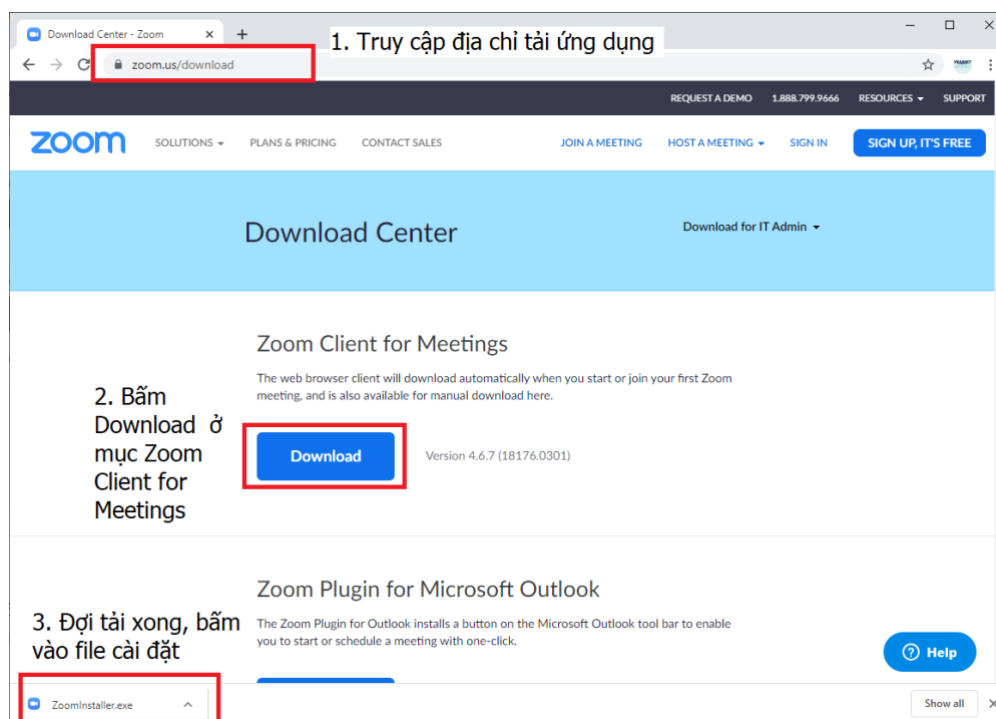 Download Center - Zoom
1. Truy cập địa chỉ tải ứng dụng
zoom.us/download
REQUEST A DEMO 1.888.799.9666 RESOURCES SUPPORT
zoom SOLUTIONS PLANS & PRICING CONTACT SALES JOIN A MEETING HOST A MEETING SIGN IN SIGN UP, IT'S FREE
Download Center
Download for IT Admin
Zoom Client for Meetings
The web browser client will download automatically when you start or join your first Zoom
meeting, and is also available for manual download here.
2. Bấm
Download ở
mục Zoom
Client for
Meetings
Download
Version 4.6.7 (18176.0301)
Zoom Plugin for Microsoft Outlook
The Zoom Plugin for Outlook installs a button on the Microsoft Outlook tool bar to enable
you to start or schedule a meeting with one-click.
3. Đợi tải xong, bấm
vào file cài đặt
Help
ZoomInstaller.exe
Show all